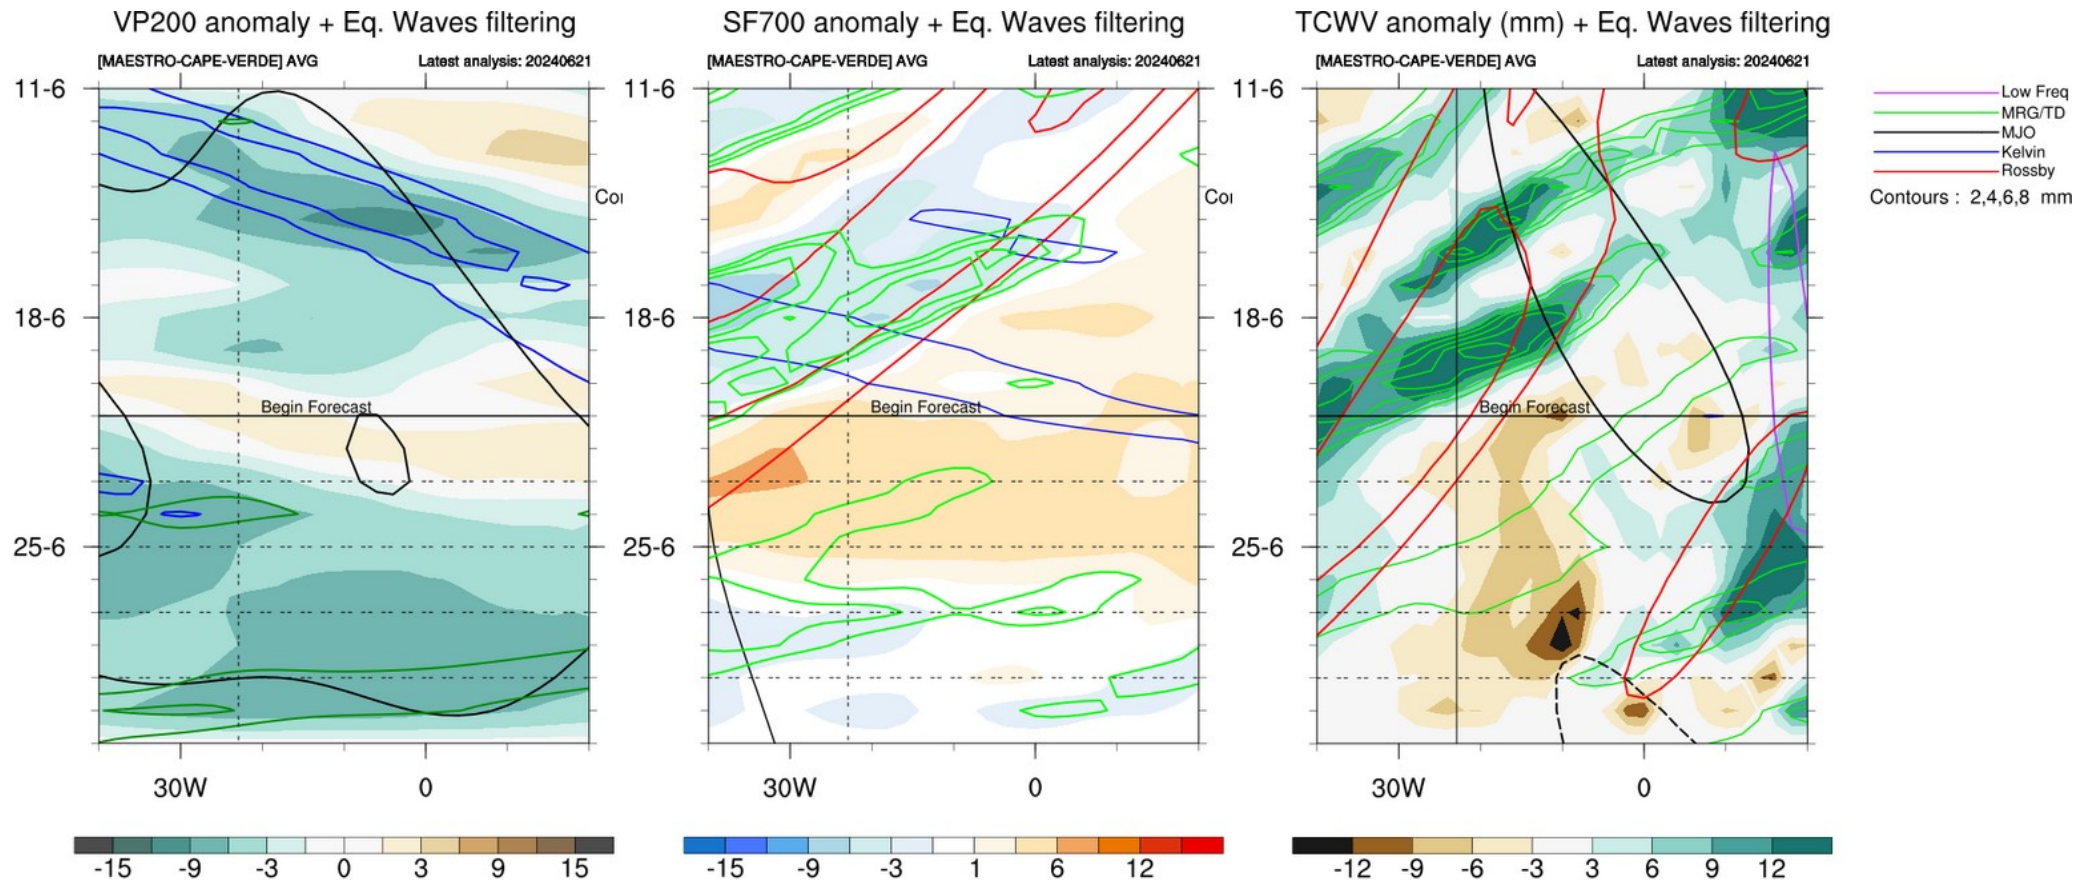 VP200 anomaly + Eq. Waves filtering
[MAESTRO-CAPE-VERDE] AVG
Latest analysis: 20240621
11-6
18-6
25-6
Begin Forecast
30W
0
-15
-9
-3
0
3
9
15
Coi
SF700 anomaly + Eq. Waves filtering
[MAESTRO-CAPE-VERDE] AVG
Latest analysis: 20240621
11-6
18-6
25-6
Begin Forecast
30W
0
-15
-9
-3
1
6
12
Coi
TCWV anomaly (mm) + Eq. Waves filtering
[MAESTRO-CAPE-VERDE] AVG
Latest analysis: 20240621
11-6
18-6
25-6
Begin Forecast
30W
0
-12
-9
-6
-3
3
6
9
12
Low Freq
MRG/TD
MJO
Kelvin
Rossby
Contours : 2,4,6,8 mm